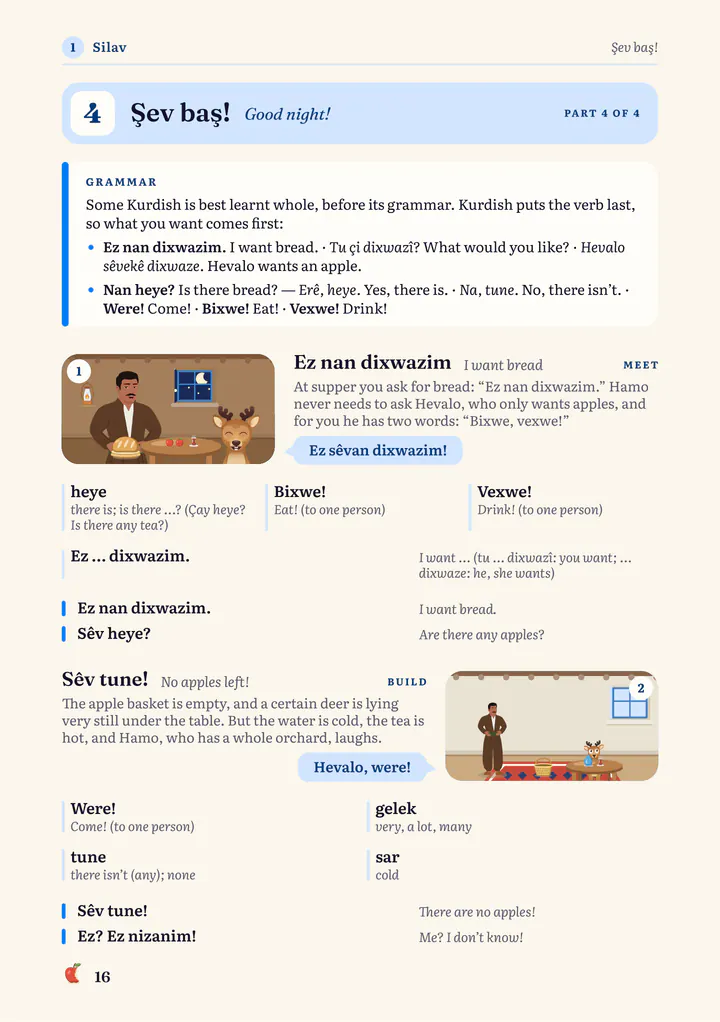 1 Silav
Şev baş!
4 Şev baş! Good night!
PART 4 OF 4
GRAMMAR
Some Kurdish is best learnt whole, before its grammar. Kurdish puts the verb last,
so what you want comes first:
• Ez nan dixwazim. I want bread. · Tu çi dixwazî? What would you like? · Hevalo
sêvekê dixwaze. Hevalo wants an apple.
• Nan heye? Is there bread? — Erê, heye. Yes, there is. · Na, tune. No, there isn’t. ·
Were! Come! · Bixwe! Eat! · Vexwe! Drink!
1
Ez nan dixwazim I want bread
MEET
At supper you ask for bread: “Ez nan dixwazim.” Hamo
never needs to ask Hevalo, who only wants apples, and
for you he has two words: “Bixwe, vexwe!”
Ez sêvan dixwazim!
heye
there is; is there …? (Çay heye?
Is there any tea?)
Bixwe!
Eat! (to one person)
Vexwe!
Drink! (to one person)
Ez … dixwazim.
I want … (tu … dixwazî: you want; …
dixwaze: he, she wants)
Ez nan dixwazim.
I want bread.
Sêv heye?
Are there any apples?
Sêv tune! No apples left!
BUILD
The apple basket is empty, and a certain deer is lying
very still under the table. But the water is cold, the tea is
hot, and Hamo, who has a whole orchard, laughs.
Hevalo, were!
2
Were!
Come! (to one person)
gelek
very, a lot, many
tune
there isn’t (any); none
sar
cold
Sêv tune!
There are no apples!
Ez? Ez nizanim!
Me? I don’t know!
16